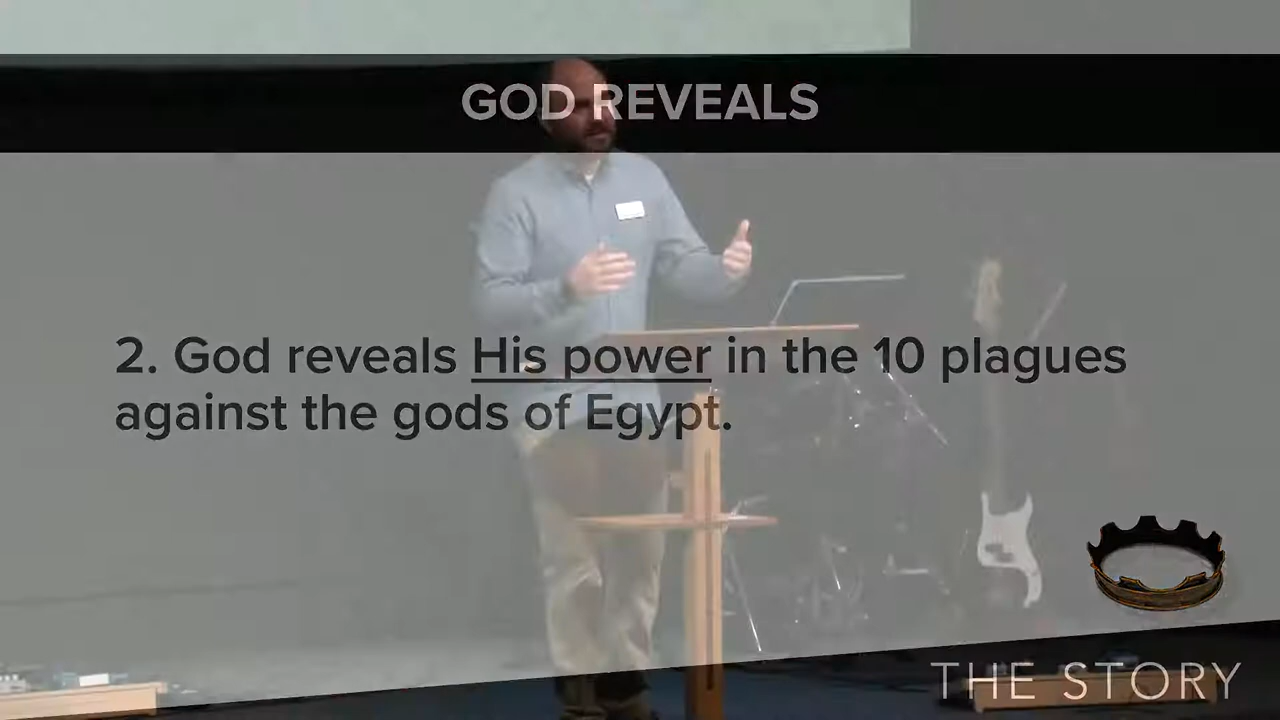 GOD REVEALS
2. God reveals His power in the 10 plagues
against the gods of Egypt.
THE STORY